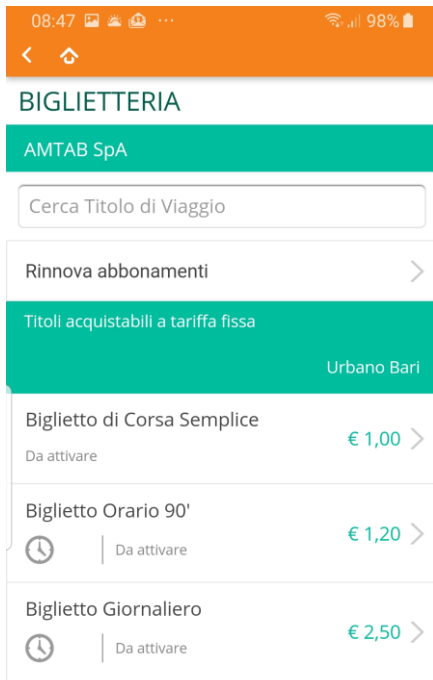 08:47 98%
BIGLIETTERIA
AMTAB SpA
Cerca Titolo di Viaggio
Rinnova abbonamenti
Titoli acquistabili a tariffa fissa
Urbano Bari
Biglietto di Corsa Semplice
€ 1,00
Da attivare
Biglietto Orario 90'
€ 1,20
Da attivare
Biglietto Giornaliero
€ 2,50
Da attivare